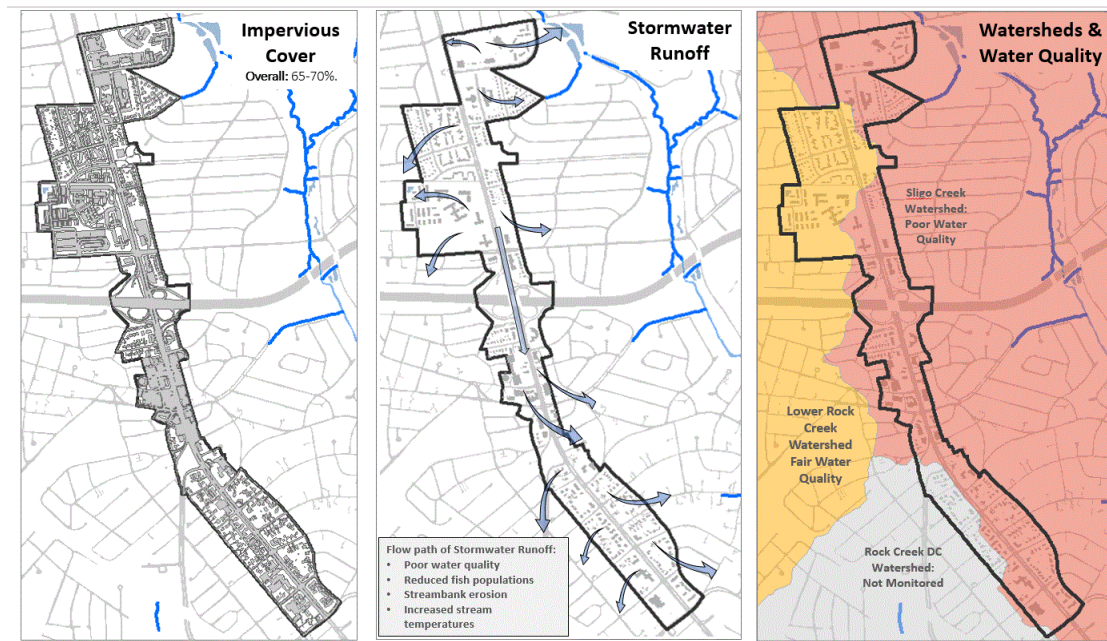 Impervious
Cover
Overall: 65-70%.
Stormwater
Runoff
Flow path of Stormwater Runoff:
• Poor water quality
• Reduced fish populations
• Streambank erosion
• Increased stream
temperatures
Watersheds &
Water Quality
Sligo Creek
Watershed:
Poor Water
Quality
Lower Rock
Creek
Watershed
Fair Water
Quality
Rock Creek DC
Watershed:
Not Monitored